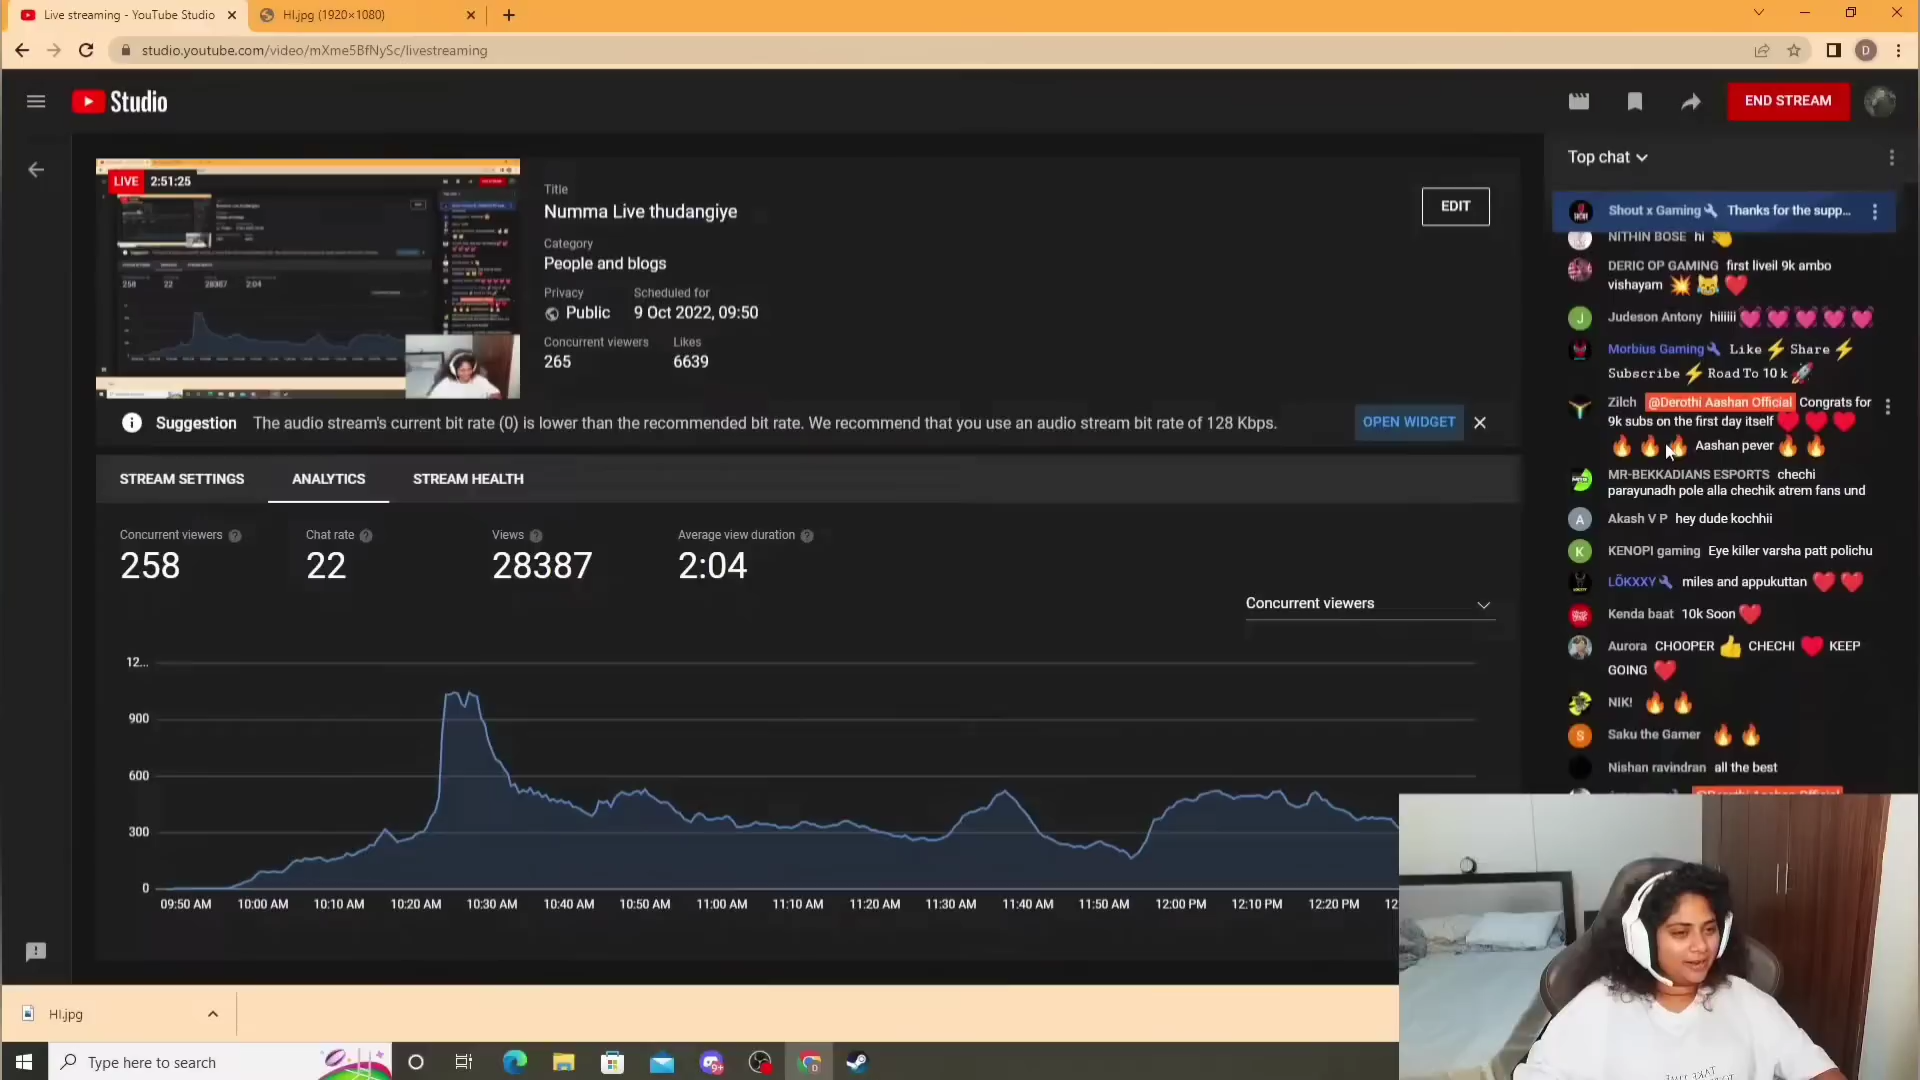 Live streaming - YouTube Studio
HI.jpg (1920×1080)
studio.youtube.com/video/mXme5BfNySc/livestreaming
D
Studio
END STREAM
LIVE 2:51:25
Title
Numma Live thudangiye
EDIT
Category
People and blogs
Privacy Scheduled for
Public 9 Oct 2022, 09:50
Concurrent viewers Likes
265 6639
Suggestion The audio stream's current bit rate (0) is lower than the recommended bit rate. We recommend that you use an audio stream bit rate of 128 Kbps.
OPEN WIDGET
STREAM SETTINGS ANALYTICS STREAM HEALTH
Concurrent viewers Chat rate Views Average view duration
258 22 28387 2:04
Concurrent viewers
12...
900
600
300
0
09:50 AM 10:00 AM 10:10 AM 10:20 AM 10:30 AM 10:40 AM 10:50 AM 11:00 AM 11:10 AM 11:20 AM 11:30 AM 11:40 AM 11:50 AM 12:00 PM 12:10 PM 12:20 PM 12
Top chat
Shout x Gaming Thanks for the supp...
NITHIN BOSE hi 👋
DERIC OP GAMING first liveil 9k ambo
vishayam 💥 😹 ❤️
Judeson Antony hiiiiii 💓 💓 💓 💓 💓
Morbius Gaming Like ⚡ Share ⚡
Subscribe ⚡ Road To 10 k 🚀
Zilch @Derothi Aashan Official Congrats for
9k subs on the first day itself ❤️ ❤️ ❤️
🔥 🔥 🔥 Aashan pever 🔥 🔥
MR-BEKKADIANS ESPORTS chechi
parayunadh pole alla chechik atrem fans und
Akash V P hey dude kochhii
KENOPI gaming Eye killer varsha patt polichu
LÖKXXY miles and appukuttan ❤️ ❤️
Kenda baat 10k Soon ❤️
Aurora CHOOPER 👍 CHECHI ❤️ KEEP
GOING ❤️
NIK! 🔥 🔥
Saku the Gamer 🔥 🔥
Nishan ravindran all the best
@Derothi Aashan Official
HI.jpg
Type here to search